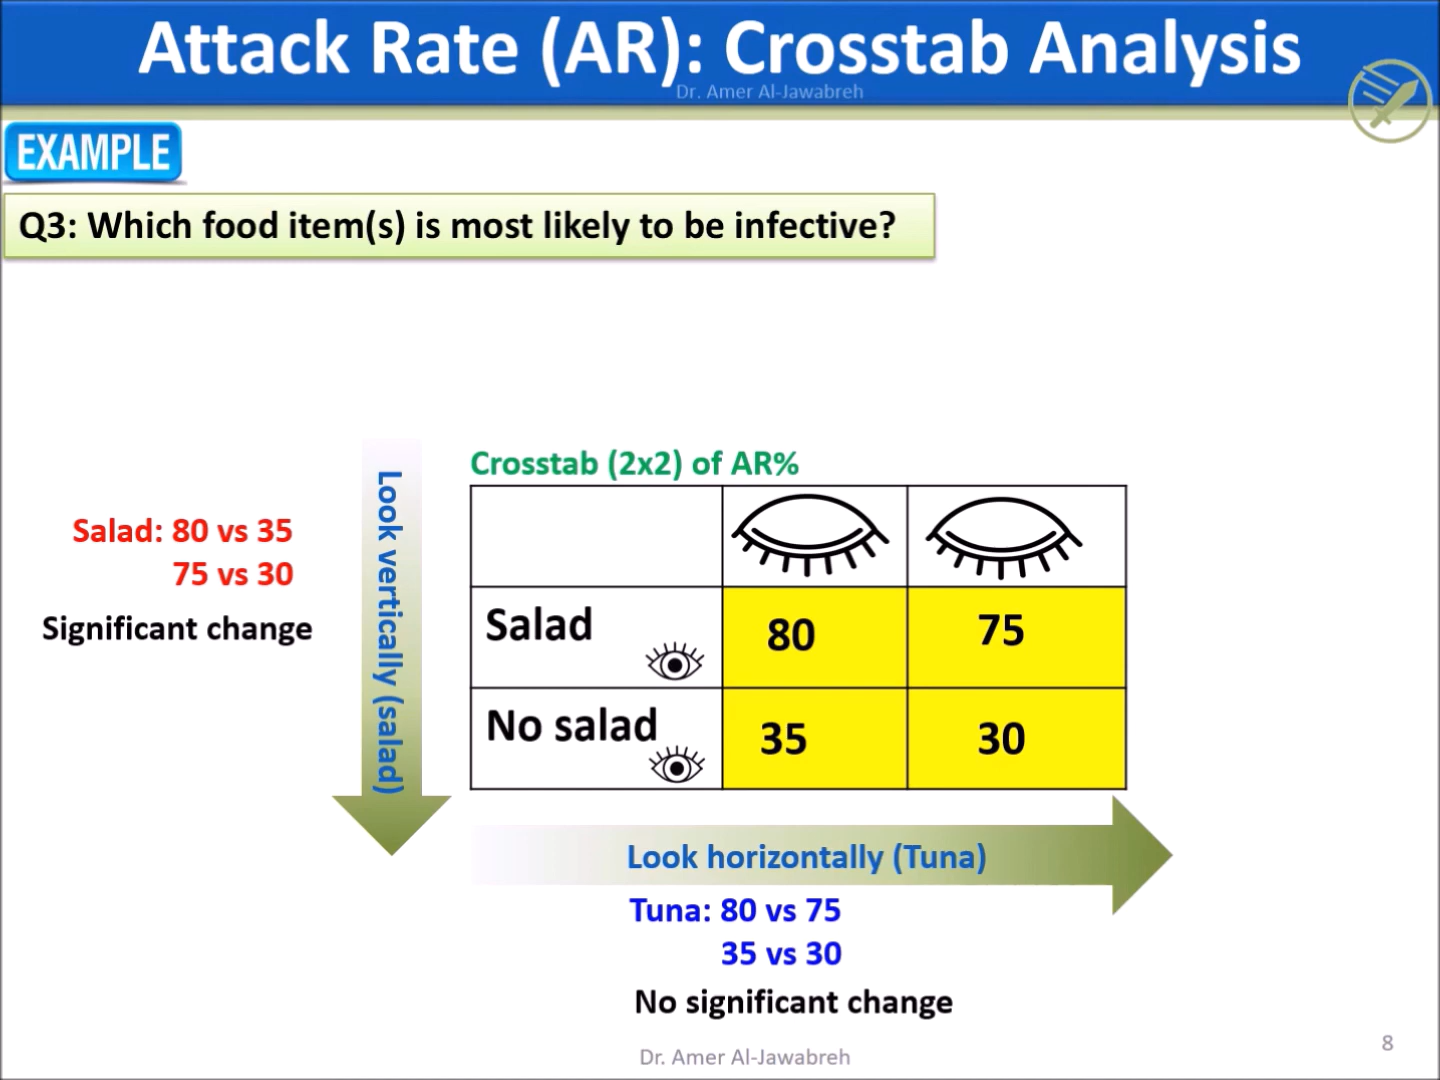 Attack Rate (AR): Crosstab Analysis
Dr. Amer Al-Jawabreh
EXAMPLE
Q3: Which food item(s) is most likely to be infective?
Crosstab (2x2) of AR%
Salad: 80 vs 35
75 vs 30
Significant change
Look vertically (salad)
Salad 80 75
No salad 35 30
Look horizontally (Tuna)
Tuna: 80 vs 75
35 vs 30
No significant change
Dr. Amer Al-Jawabreh
8